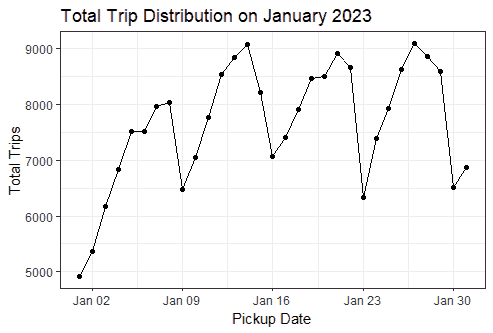 Total Trip Distribution on January 2023
Total Trips
9000
8000
7000
6000
5000
Jan 02 Jan 09 Jan 16 Jan 23 Jan 30
Pickup Date